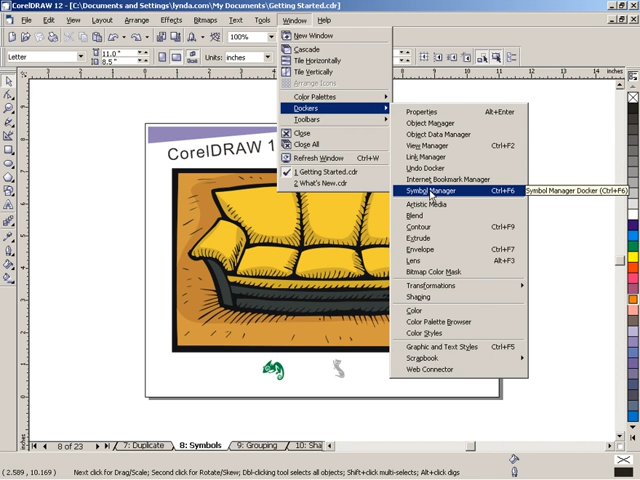 CorelDRAW 12 - [C:\Documents and Settings\lynda.com\My Documents\Getting Started.cdr]
File Edit View Layout Arrange Effects Bitmaps Text Tools Window Help
100%
Letter 11.0" 8.5" Units: inches
New Window
Cascade
Tile Horizontally
Tile Vertically
Arrange Icons
Color Palettes
Dockers
Toolbars
Close
Close All
Refresh Window Ctrl+W
1 Getting Started.cdr
2 What's New.cdr
Properties Alt+Enter
Object Manager
Object Data Manager
View Manager Ctrl+F2
Link Manager
Undo Docker
Internet Bookmark Manager
Symbol Manager Ctrl+F6
Symbol Manager Docker (Ctrl+F6)
Artistic Media
Blend
Contour Ctrl+F9
Extrude
Envelope Ctrl+F7
Lens Alt+F3
Bitmap Color Mask
Transformations
Shaping
Color
Color Palette Browser
Color Styles
Graphic and Text Styles Ctrl+F5
Scrapbook
Web Connector
CorelDRAW 1
inches
8 of 23 7: Duplicate 8: Symbols 9: Grouping 10: Sha
(2.589, 10.169) Next click for Drag/Scale; Second click for Rotate/Skew; Dbl-clicking tool selects all objects; Shift+click multi-selects; Alt+click digs